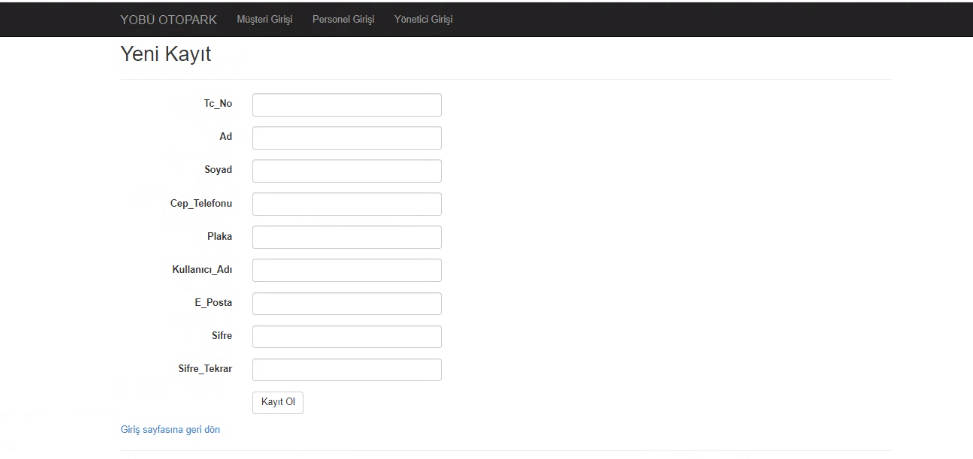 YOBÜ OTOPARK Müşteri Girişi Personel Girişi Yönetici Girişi
Yeni Kayıt
Tc_No
Ad
Soyad
Cep_Telefonu
Plaka
Kullanıcı_Adı
E_Posta
Sifre
Sifre_Tekrar
Kayıt Ol
Giriş sayfasına geri dön